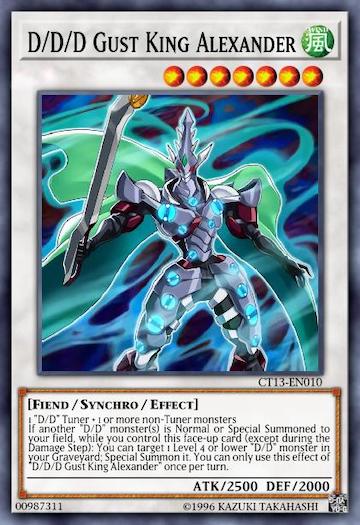 D/D/D Gust King Alexander
風
CT13-EN010
[Fiend / Synchro / Effect]
1 "D/D" Tuner + 1 or more non-Tuner monsters
If another "D/D" monster(s) is Normal or Special Summoned to
your field, while you control this face-up card (except during the
Damage Step): You can target 1 Level 4 or lower "D/D" monster in
your Graveyard; Special Summon it. You can only use this effect of
"D/D/D Gust King Alexander" once per turn.
ATK/2500 DEF/2000
00987311
©1996 KAZUKI TAKAHASHI